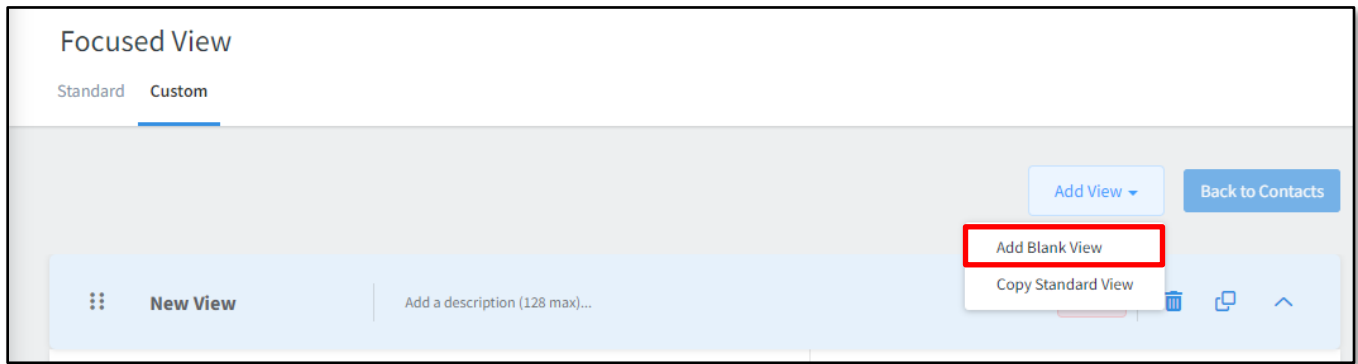 Focused View
Standard Custom
Add View Back to Contacts
Add Blank View
Copy Standard View
New View Add a description (128 max)...